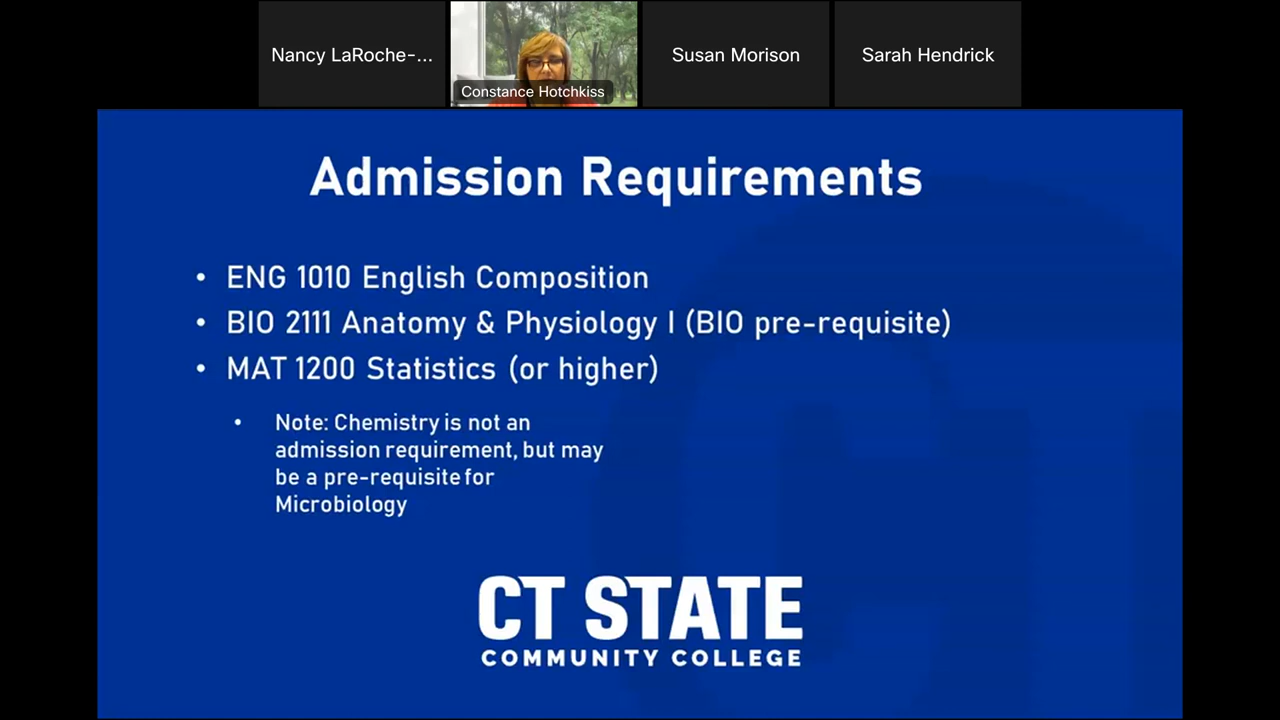 Nancy LaRoche-...
Constance Hotchkiss
Susan Morison
Sarah Hendrick
Admission Requirements
• ENG 1010 English Composition
• BIO 2111 Anatomy & Physiology I (BIO pre-requisite)
• MAT 1200 Statistics (or higher)
• Note: Chemistry is not an
admission requirement, but may
be a pre-requisite for
Microbiology
CT STATE
COMMUNITY COLLEGE